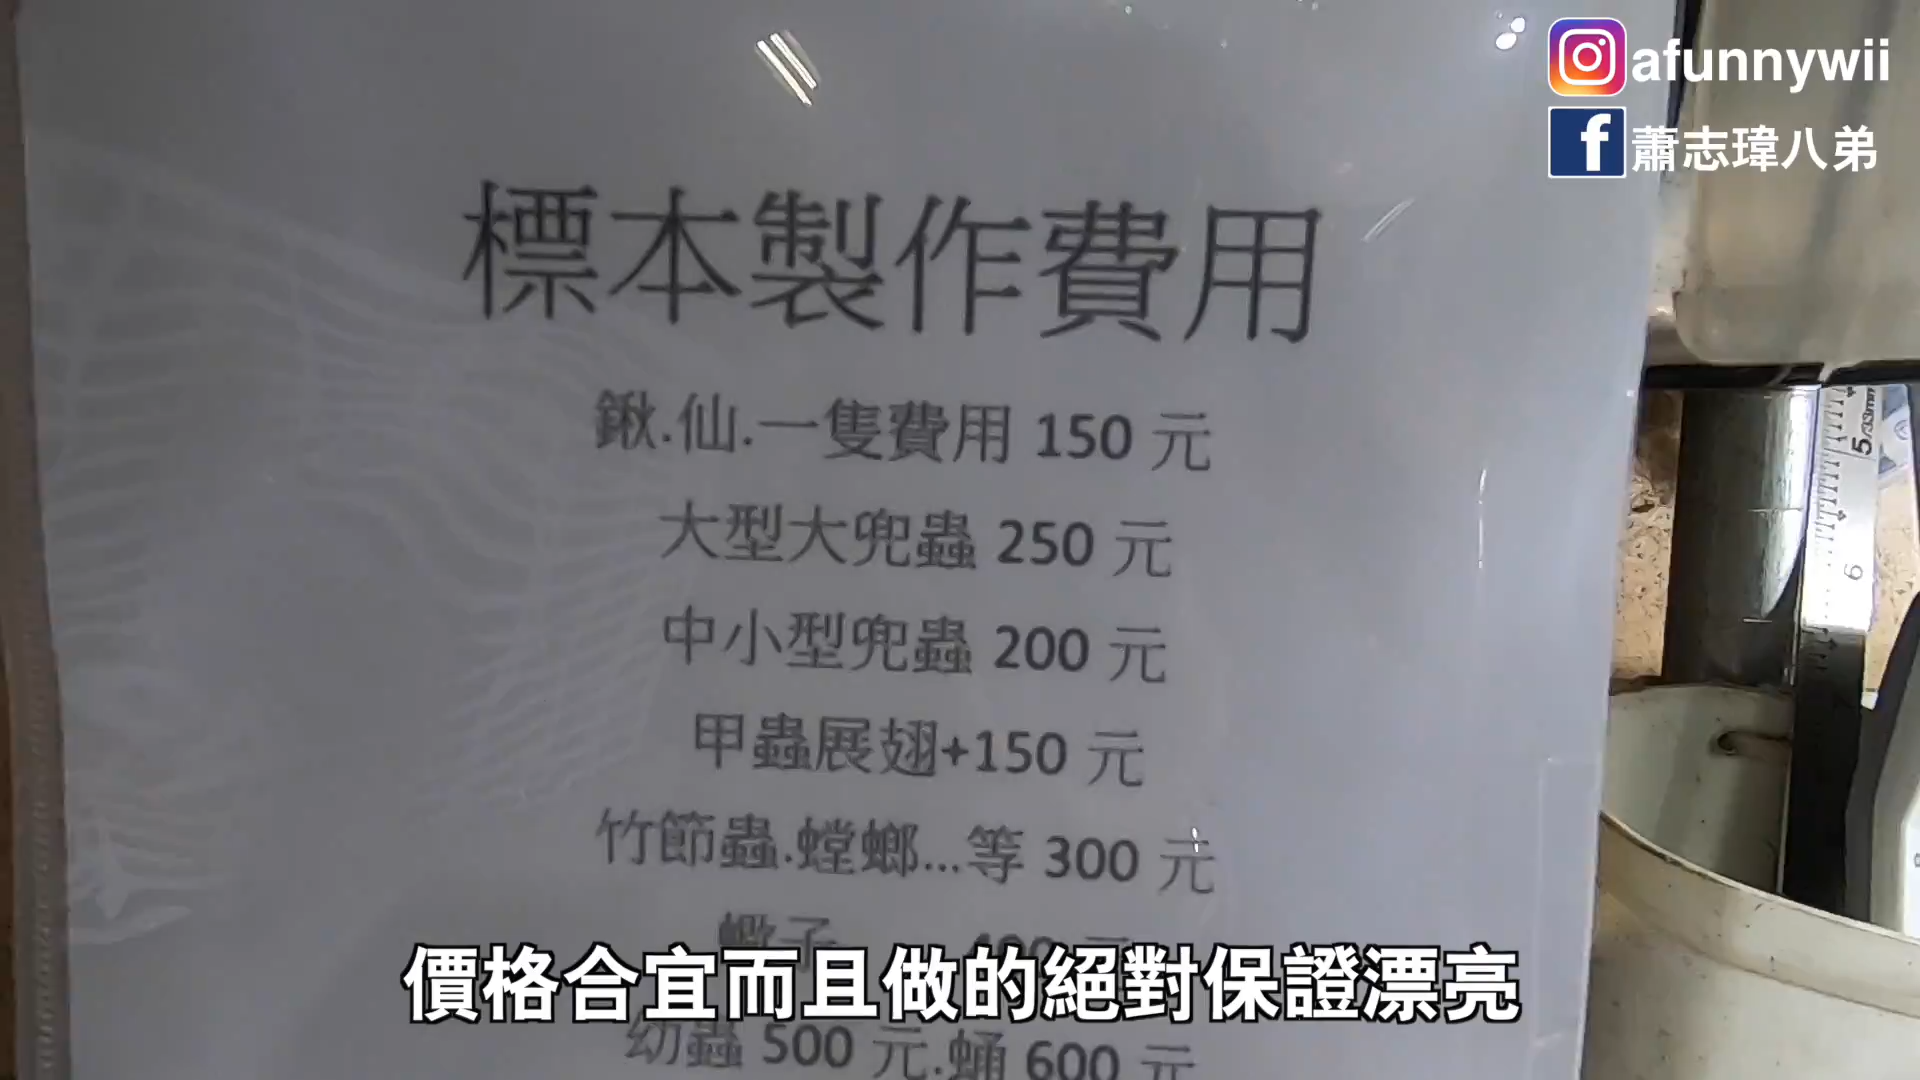 afunnywii
蕭志瑋八弟
標本製作費用
鍬.仙.一隻費用 150 元
大型大兜蟲 250 元
中小型兜蟲 200 元
甲蟲展翅+150 元
竹節蟲.螳螂...等 300 元
價格合宜而且做的絕對保證漂亮
幼蟲 500 元.蛹 600 元
5/33mm
6